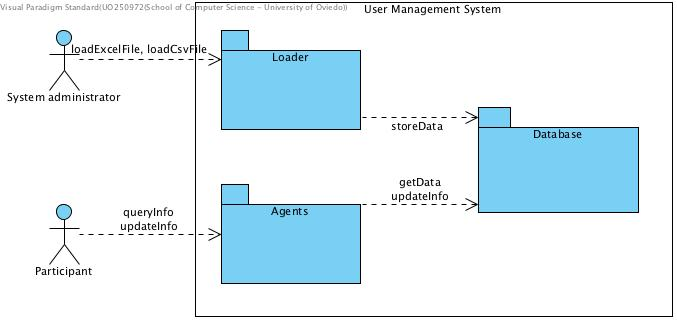 Visual Paradigm Standard(UO250972(School of Computer Science – University of Oviedo))
User Management System
loadExcelFile, loadCsvFile
Loader
System administrator
storeData
Database
getData
updateInfo
queryInfo
updateInfo
Agents
Participant